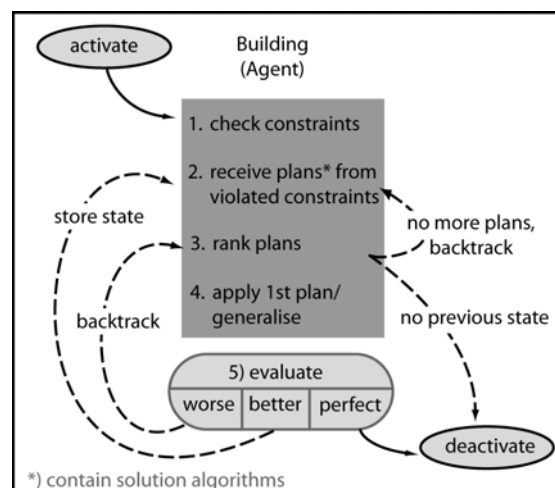 activate
Building
(Agent)
1. check constraints
2. receive plans* from
violated constraints
store state
no more plans,
backtrack
3. rank plans
4. apply 1st plan/
generalise
backtrack
no previous state
5) evaluate
worse better perfect
deactivate
*) contain solution algorithms